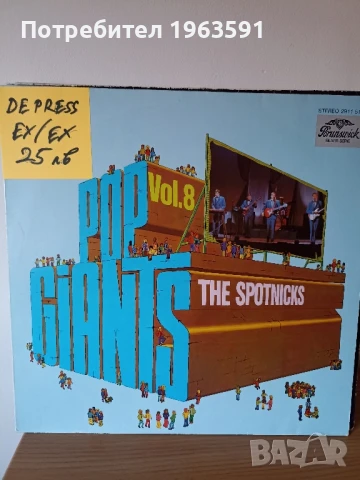 Потребител 1963591
DE PRESS
EX/EX
25 лв
STEREO
Brunswick
Vol.8
POP
GIANTS
THE SPOTNICKS
BAZAR